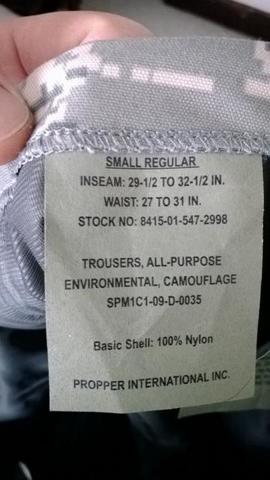 SMALL REGULAR
INSEAM: 29-1/2 TO 32-1/2 IN.
WAIST: 27 TO 31 IN.
STOCK NO: 8415-01-547-2998
TROUSERS, ALL-PURPOSE
ENVIRONMENTAL, CAMOUFLAGE
SPM1C1-09-D-0035
Basic Shell: 100% Nylon
PROPPER INTERNATIONAL INC.